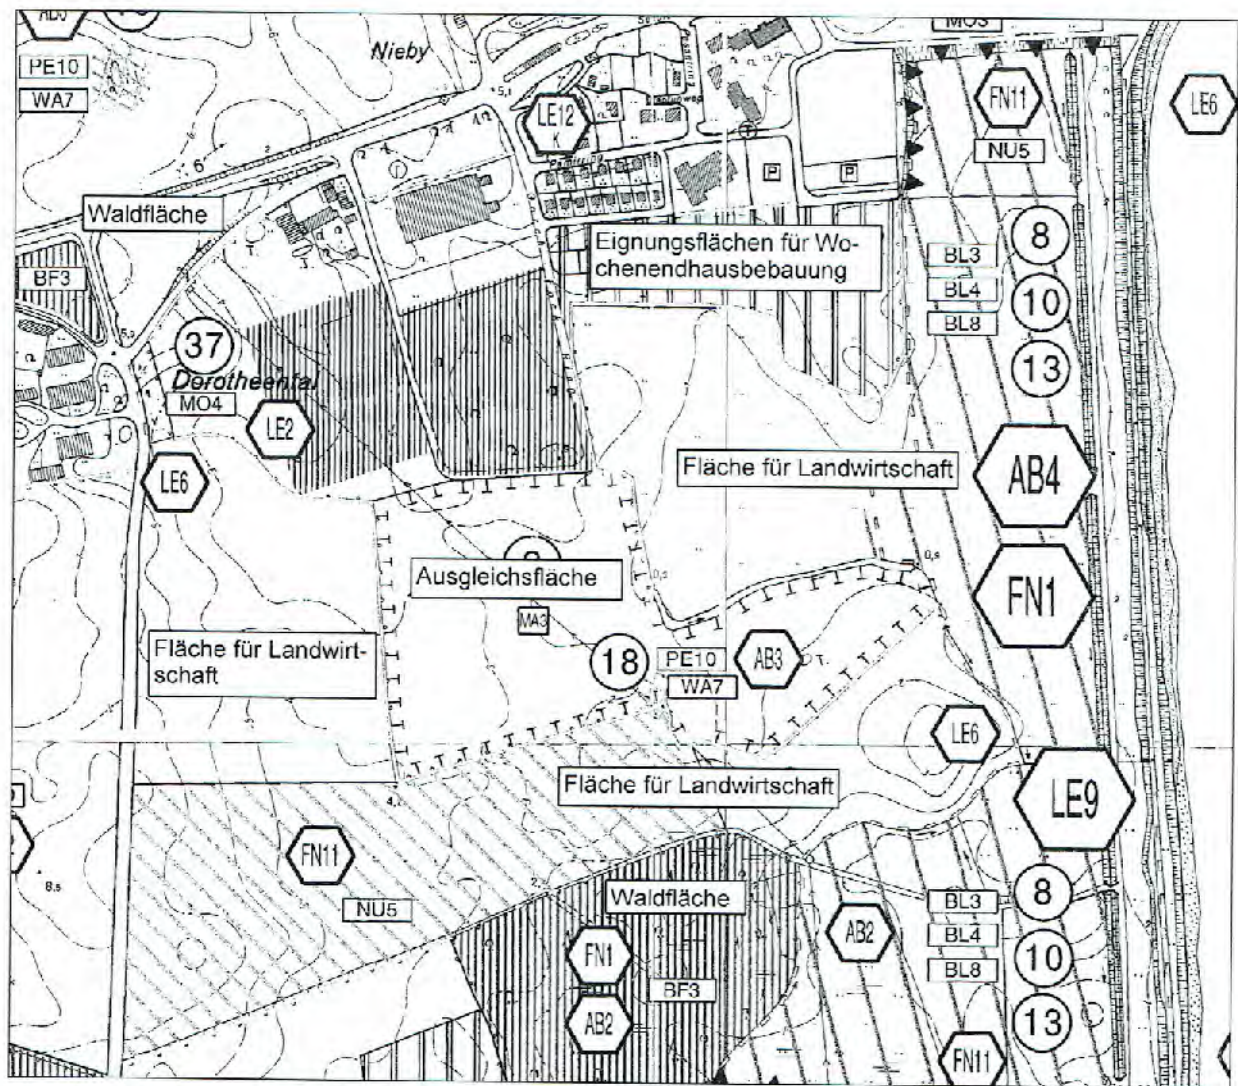 Nieby
PE10
WA7
LE12
K
FN11
NU5
LE6
Waldfläche
BF3
Eignungsflächen für Wo-
chenendhausbebauung
P
P
BL3
BL4
BL8
8
10
13
37
Dorotheental
MO4
LE2
LE6
Fläche für Landwirtschaft
AB4
FN1
Ausgleichsfläche
MA3
Fläche für Landwirt-
schaft
18
PE10
WA7
AB3
LE6
LE9
Fläche für Landwirtschaft
FN11
NU5
8,5
Waldfläche
FN1
AB2
BF3
AB2
BL3
BL4
BL8
8
10
13
FN11